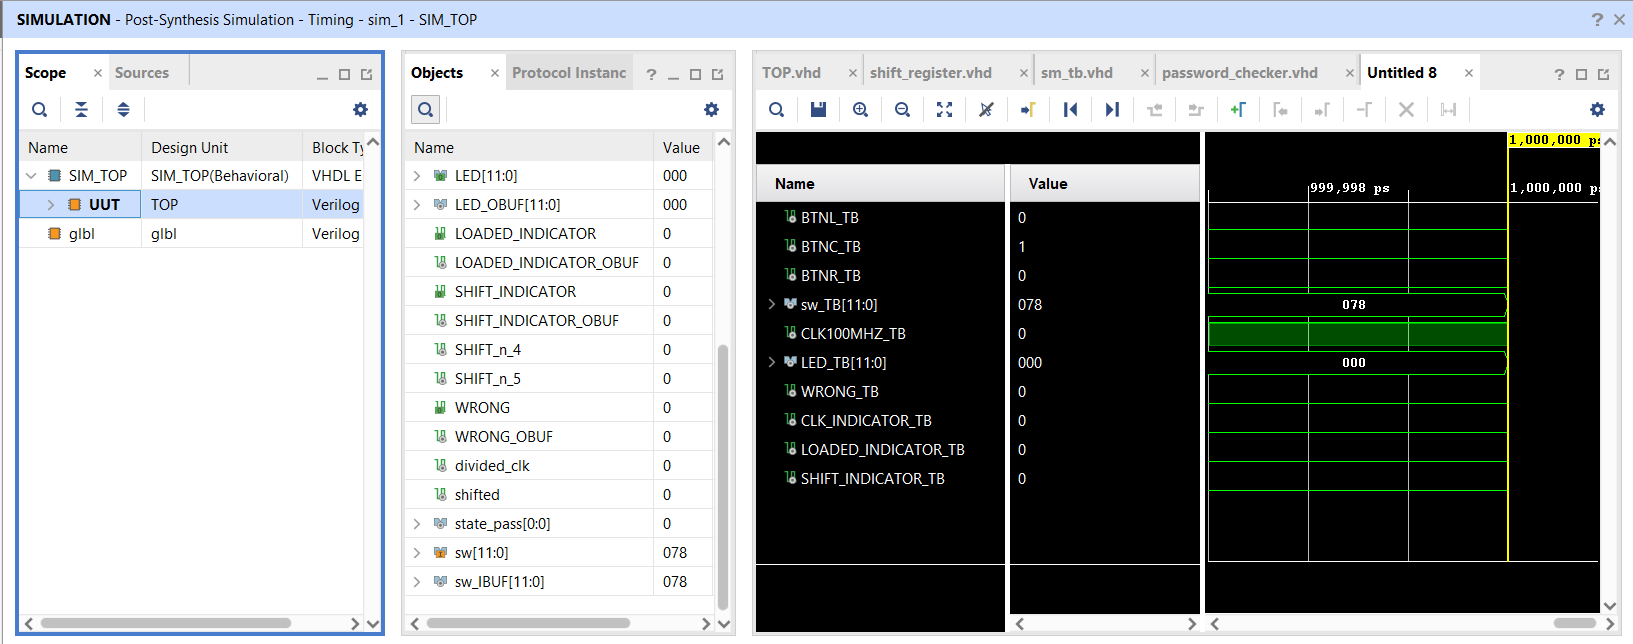 SIMULATION - Post-Synthesis Simulation - Timing - sim_1 - SIM_TOP
Scope × Sources
Name Design Unit Block Ty
SIM_TOP SIM_TOP(Behavioral) VHDL E
UUT TOP Verilog
glbl glbl Verilog
Objects × Protocol Instanc
Name Value
LED[11:0] 000
LED_OBUF[11:0] 000
LOADED_INDICATOR 0
LOADED_INDICATOR_OBUF 0
SHIFT_INDICATOR 0
SHIFT_INDICATOR_OBUF 0
SHIFT_n_4 0
SHIFT_n_5 0
WRONG 0
WRONG_OBUF 0
divided_clk 0
shifted 0
state_pass[0:0] 0
sw[11:0] 078
sw_IBUF[11:0] 078
TOP.vhd × shift_register.vhd × sm_tb.vhd × password_checker.vhd × Untitled 8 ×
1,000,000 ps
999,998 ps 1,000,000 ps
Name Value
BTNL_TB 0
BTNC_TB 1
BTNR_TB 0
sw_TB[11:0] 078 078
CLK100MHZ_TB 0
LED_TB[11:0] 000 000
WRONG_TB 0
CLK_INDICATOR_TB 0
LOADED_INDICATOR_TB 0
SHIFT_INDICATOR_TB 0